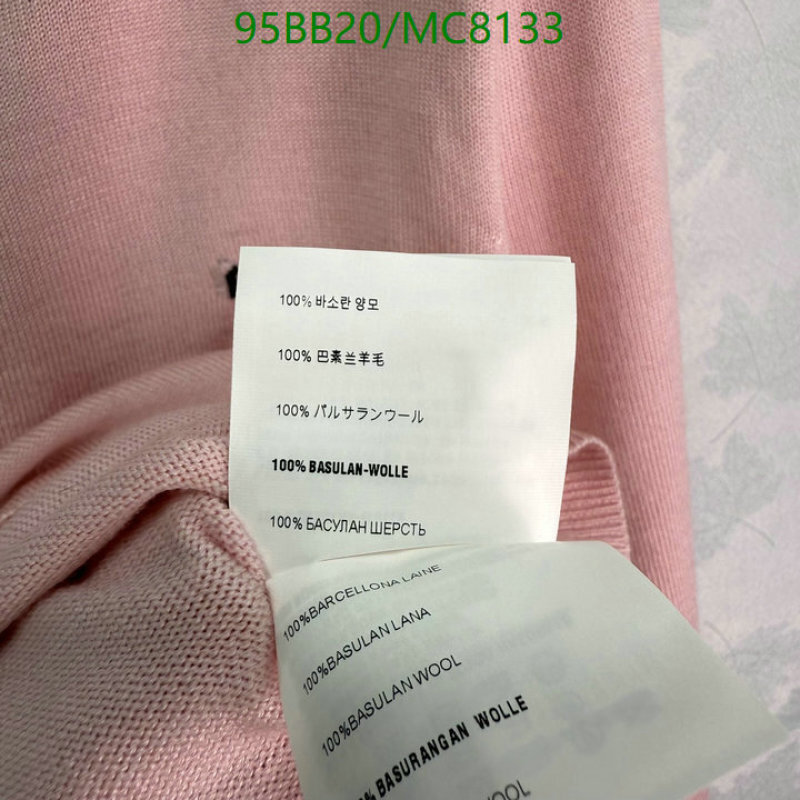 95BB20/MC8133
100% 바소란 양모
100% 巴素兰羊毛
100% パルサランウール
100% BASULAN-WOLLE
100% БАСУЛАН ШЕРСТЬ
100%BARCELLONA LAINE
100%BASULAN LANA
100%BASULAN WOOL
% BASURANGAN WOLLE
WOOL